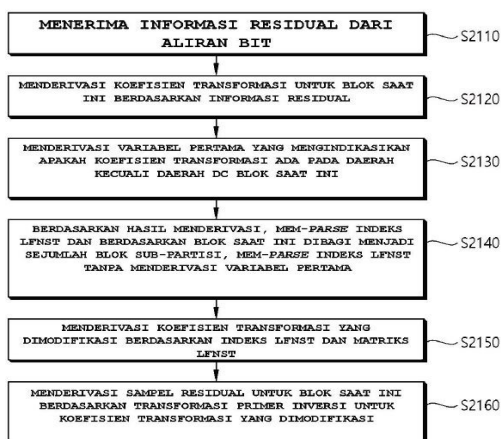 MENERIMA INFORMASI RESIDUAL DARI
ALIRAN BIT
S2110
MENDERIVASI KOEFISIEN TRANSFORMASI UNTUK BLOK SAAT
INI BERDASARKAN INFORMASI RESIDUAL
S2120
MENDERIVASI VARIABEL PERTAMA YANG MENGINDIKASIKAN
APAKAH KOEFISIEN TRANSFORMASI ADA PADA DAERAH
KECUALI DAERAH DC BLOK SAAT INI
S2130
BERDASARKAN HASIL MENDERIVASI, MEM-PARSE INDEKS
LFNST DAN BERDASARKAN BLOK SAAT INI DIBAGI MENJADI
SEJUMLAH BLOK SUB-PARTISI, MEM-PARSE INDEKS LFNST
TANPA MENDERIVASI VARIABEL PERTAMA
S2140
MENDERIVASI KOEFISIEN TRANSFORMASI YANG
DIMODIFIKASI BERDASARKAN INDEKS LFNST DAN MATRIKS
LFNST
S2150
MENDERIVASI SAMPEL RESIDUAL UNTUK BLOK SAAT INI
BERDASARKAN TRANSFORMASI PRIMER INVERSI UNTUK
KOEFISIEN TRANSFORMASI YANG DIMODIFIKASI
S2160